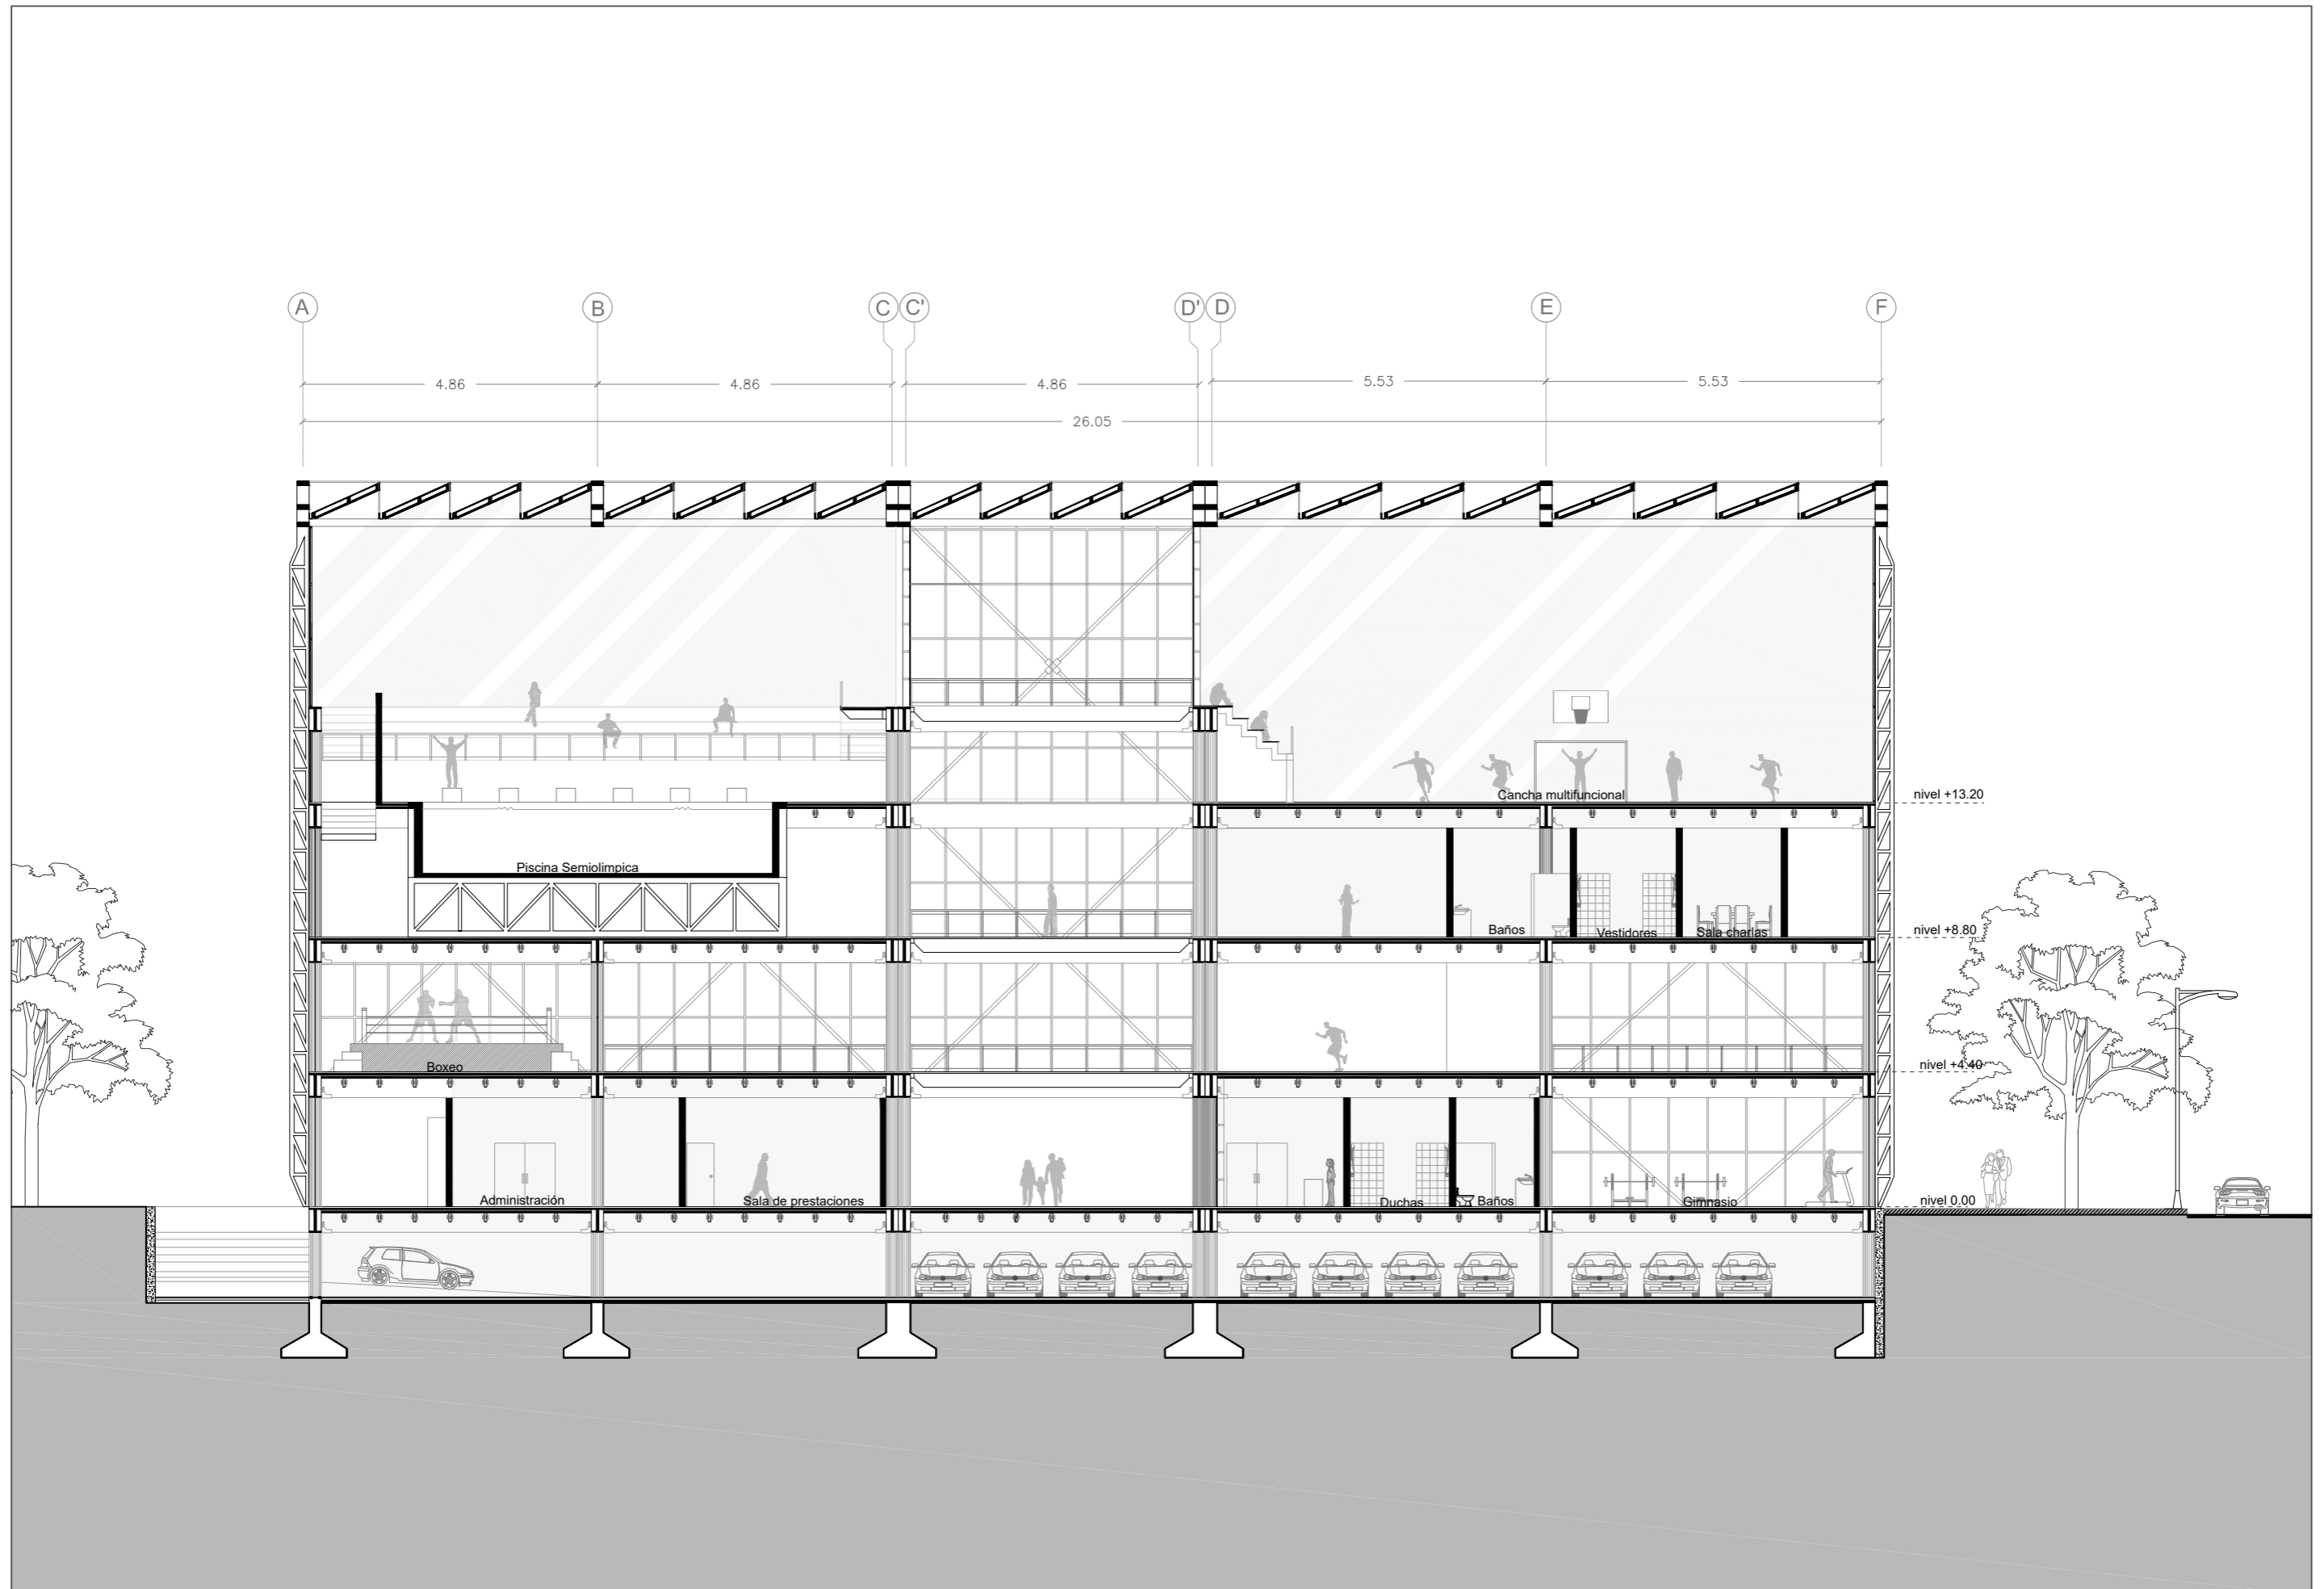 A B C C' D' D E F
4.86 4.86 4.86 5.53 5.53
26.05
Cancha multifuncional
nivel +13.20
Piscina Semiolimpica
Baños Vestidores Sala charlas
nivel +8.80
Boxeo
nivel +4.40
Administración Sala de prestaciones Duchas Baños Gimnasio
nivel 0.00